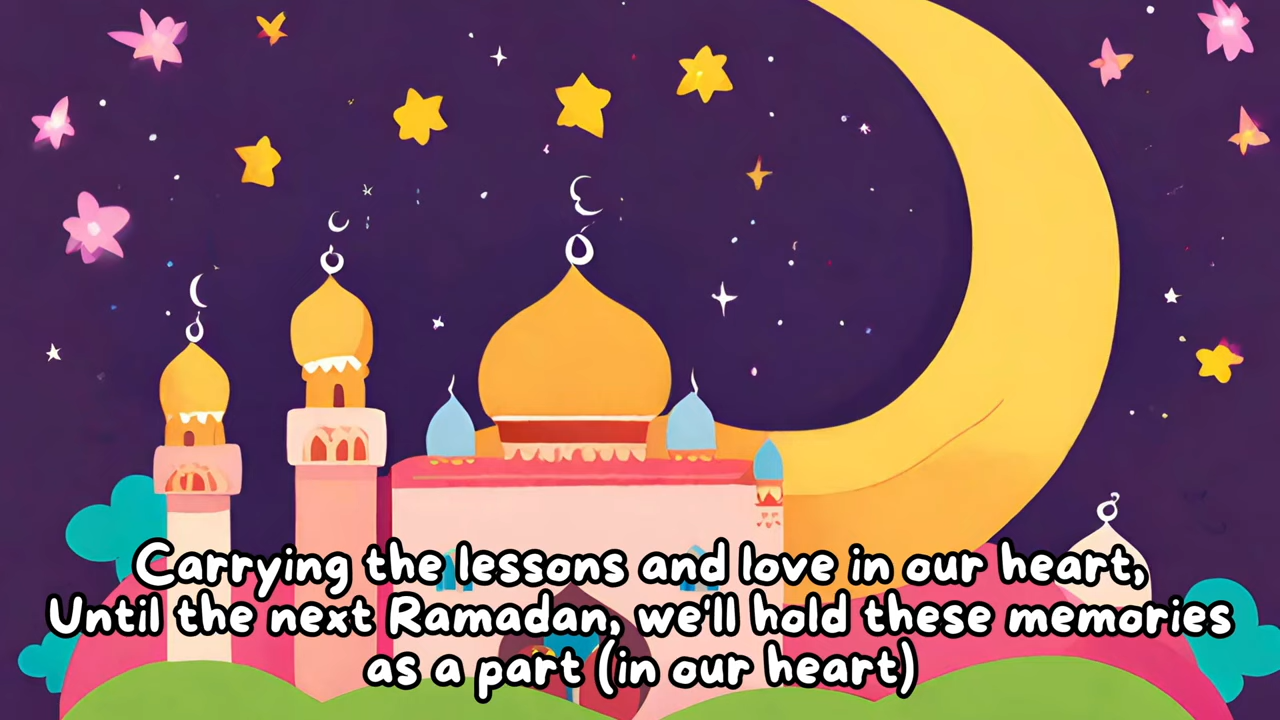 Carrying the lessons and love in our heart,
Until the next Ramadan, we'll hold these memories
as a part (in our heart)